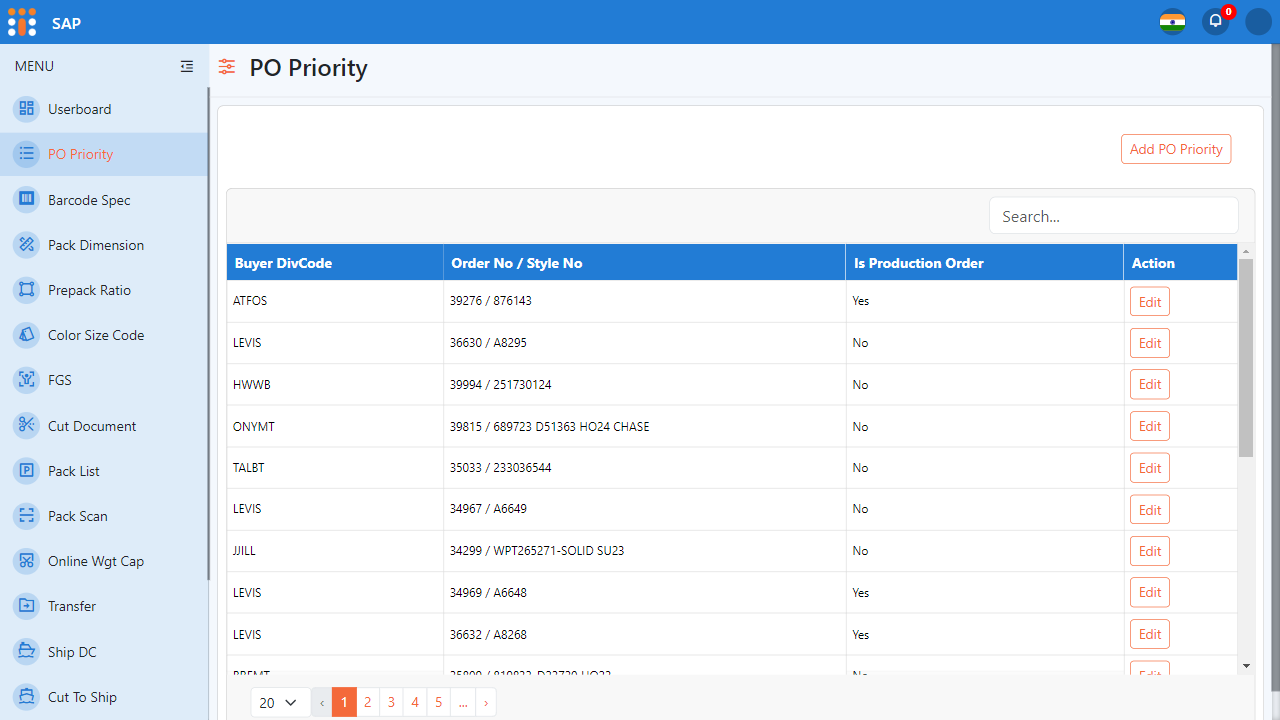 SAP
0
MENU
PO Priority
Userboard
PO Priority
Barcode Spec
Pack Dimension
Prepack Ratio
Color Size Code
FGS
Cut Document
Pack List
Pack Scan
Online Wgt Cap
Transfer
Ship DC
Cut To Ship
Add PO Priority
Search...
Buyer DivCode Order No / Style No Is Production Order Action
ATFOS 39276 / 876143 Yes Edit
LEVIS 36630 / A8295 No Edit
HWWB 39994 / 251730124 No Edit
ONYMT 39815 / 689723 D51363 HO24 CHASE No Edit
TALBT 35033 / 233036544 No Edit
LEVIS 34967 / A6649 No Edit
JJILL 34299 / WPT265271-SOLID SU23 No Edit
LEVIS 34969 / A6648 Yes Edit
LEVIS 36632 / A8268 Yes Edit
No Edit
20 ‹ 1 2 3 4 5 ... ›